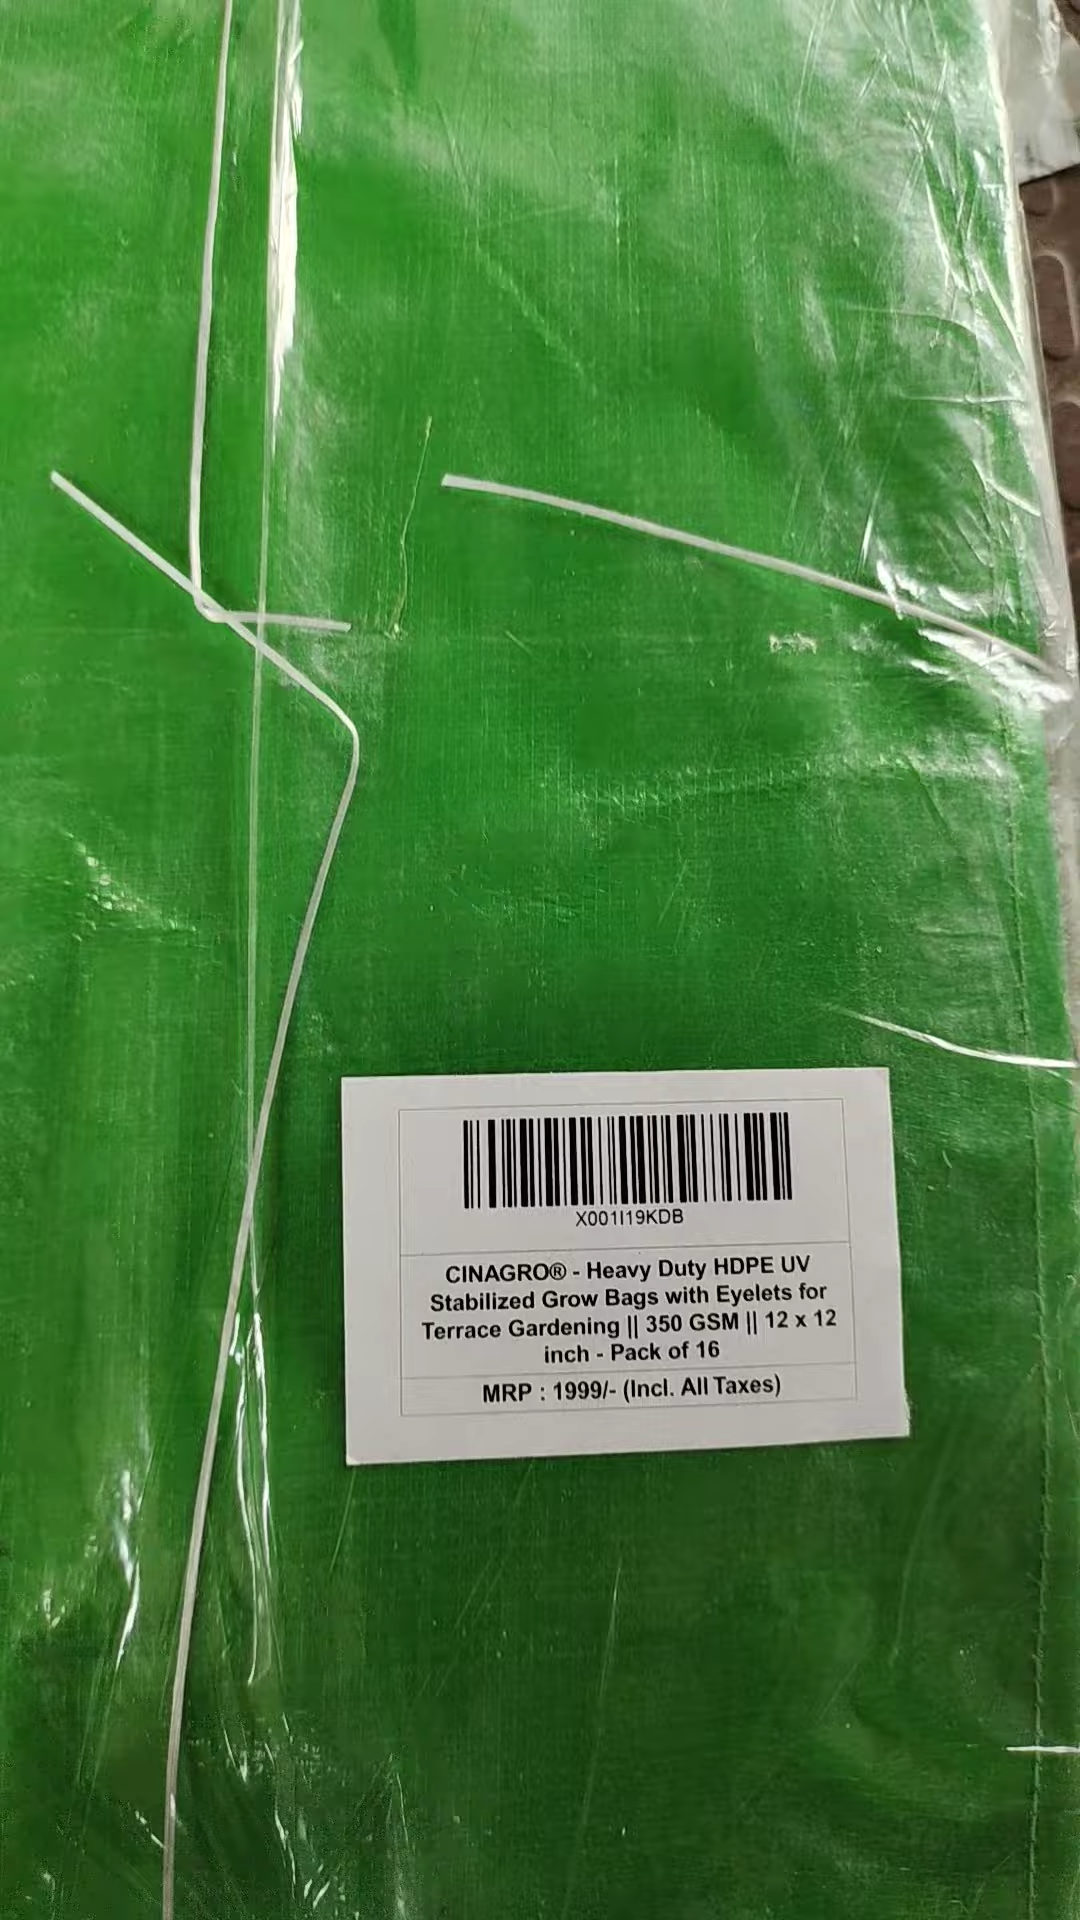 X001I19KDB
CINAGRO® - Heavy Duty HDPE UV
Stabilized Grow Bags with Eyelets for
Terrace Gardening || 350 GSM || 12 x 12
inch - Pack of 16
MRP : 1999/- (Incl. All Taxes)